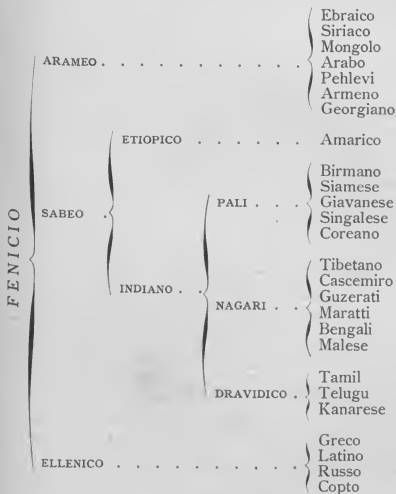 FENICIO
ARAMEO . . . . . . . . . . .
Ebraico
Siriaco
Mongolo
Arabo
Pehlevi
Armeno
Georgiano
SABEO .
ETIOPICO . . . . . .
Amarico
INDIANO . .
PALI . . .
Birmano
Siamese
Giavanese
Singalese
Coreano
NAGARI . .
Tibetano
Cascemiro
Guzerati
Maratti
Bengali
Malese
DRAVIDICO . .
Tamil
Telugu
Kanarese
ELLENICO . . . . . . . . . .
Greco
Latino
Russo
Copto